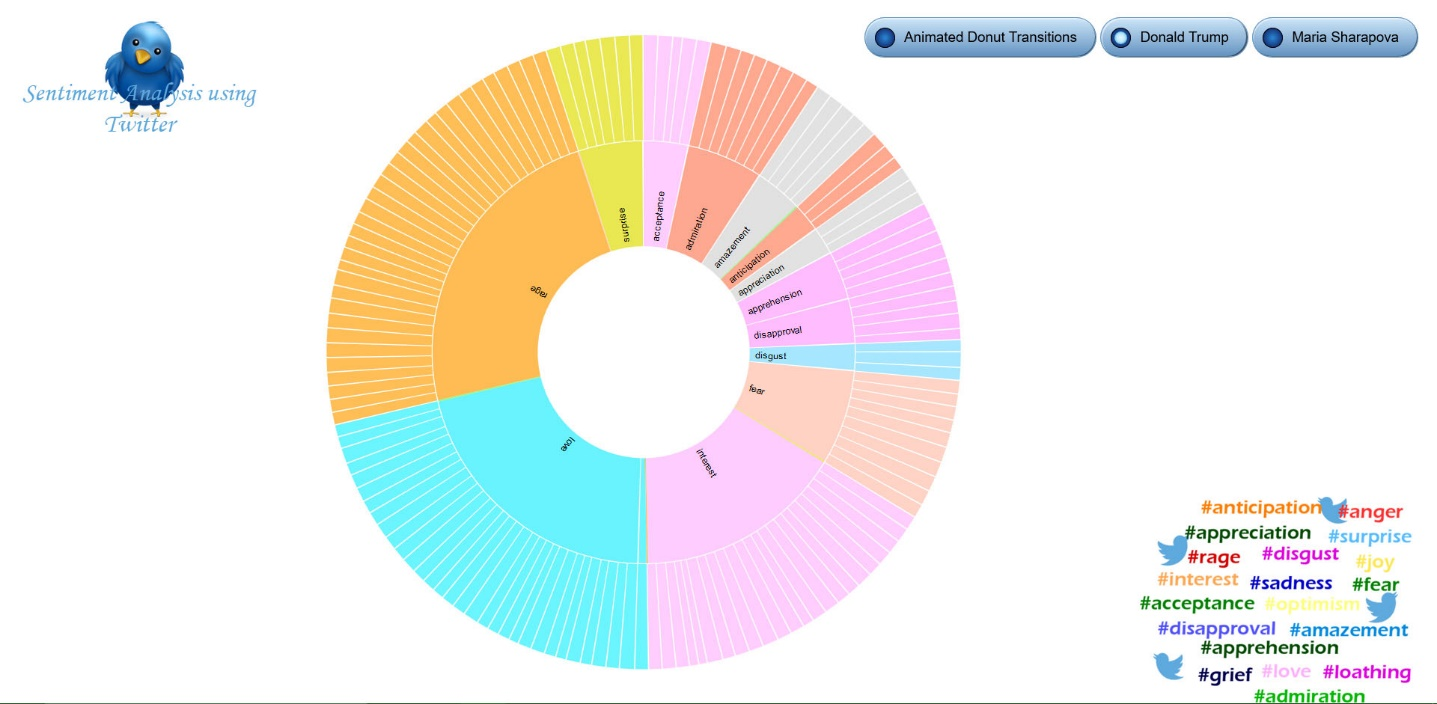 Sentiment Analysis using
Twitter
Animated Donut Transitions
Donald Trump
Maria Sharapova
acceptance
admiration
amazement
anticipation
appreciation
apprehension
disapproval
disgust
fear
interest
love
rage
surprise
#anticipation #anger
#appreciation #surprise
#rage #disgust #joy
#interest #sadness #fear
#acceptance #optimism
#disapproval #amazement
#apprehension
#grief #love #loathing
#admiration